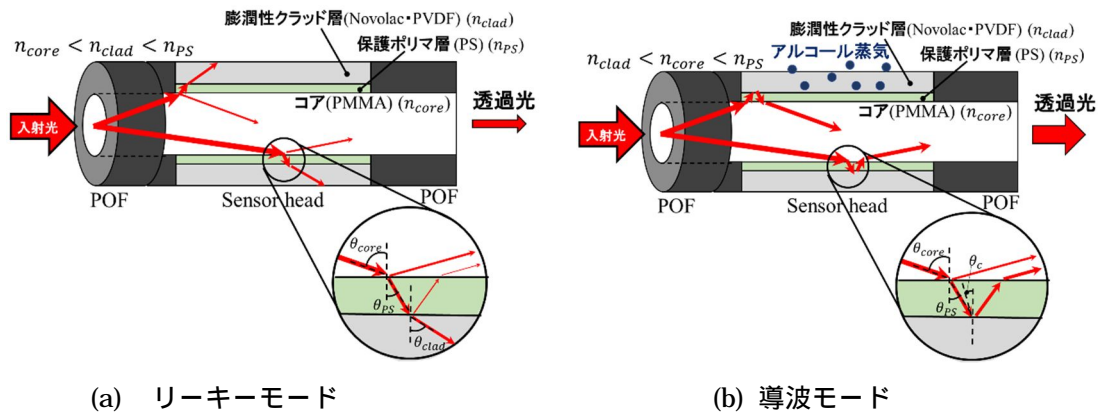 膨潤性クラッド層(Novolac・PVDF) (n_clad)
n_core < n_clad < n_PS
保護ポリマ層 (PS) (n_PS)
コア(PMMA) (n_core)
入射光
透過光
POF
Sensor head
POF
θ_core
θ_PS
θ_clad
(a) リーキーモード
膨潤性クラッド層(Novolac・PVDF) (n_clad)
アルコール蒸気
n_clad < n_core < n_PS
保護ポリマ層 (PS) (n_PS)
コア(PMMA) (n_core)
入射光
透過光
POF
Sensor head
POF
θ_core
θ_c
θ_PS
(b) 導波モード